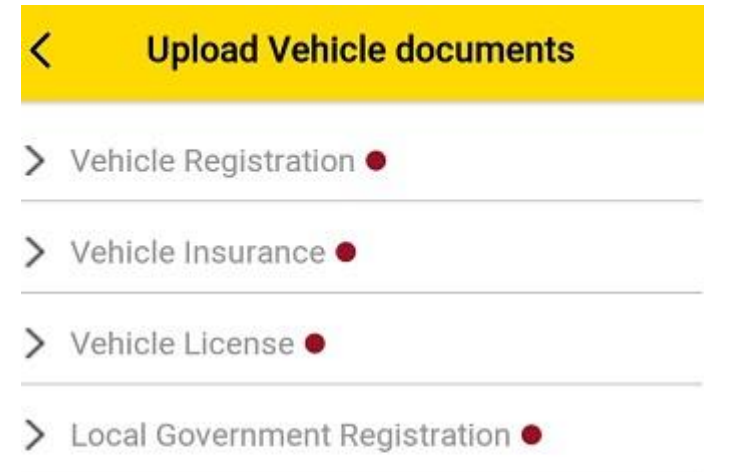 Upload Vehicle documents
Vehicle Registration
Vehicle Insurance
Vehicle License
Local Government Registration